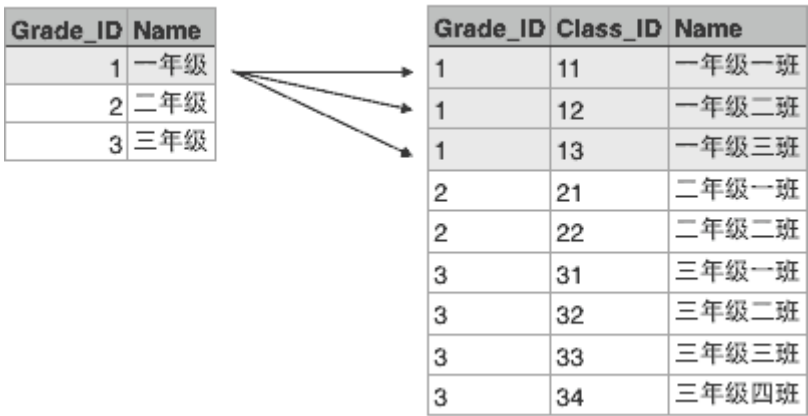 Grade_ID Name
1 一年级
2 二年级
3 三年级
Grade_ID Class_ID Name
1 11 一年级一班
1 12 一年级二班
1 13 一年级三班
2 21 二年级一班
2 22 二年级二班
3 31 三年级一班
3 32 三年级二班
3 33 三年级三班
3 34 三年级四班